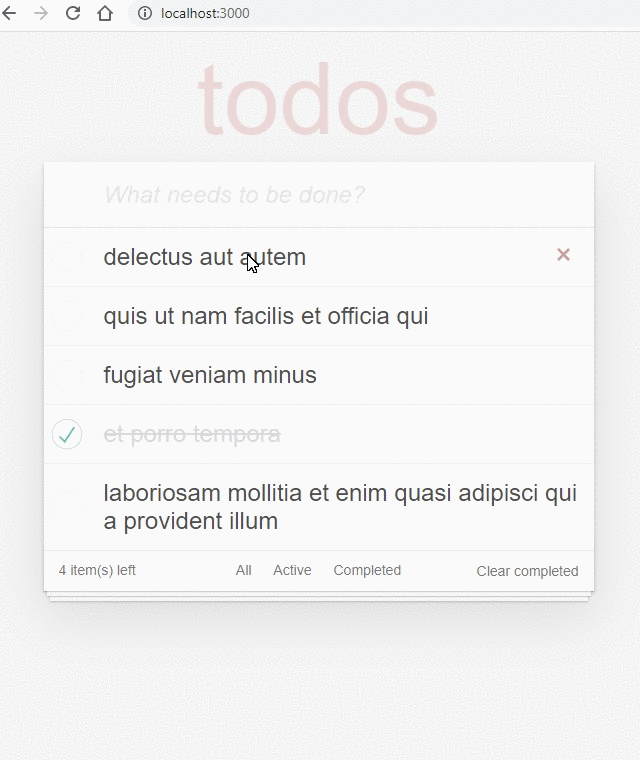 localhost:3000
todos
What needs to be done?
delectus aut autem
quis ut nam facilis et officia qui
fugiat veniam minus
et porro tempora
laboriosam mollitia et enim quasi adipisci qui
a provident illum
4 item(s) left All Active Completed Clear completed